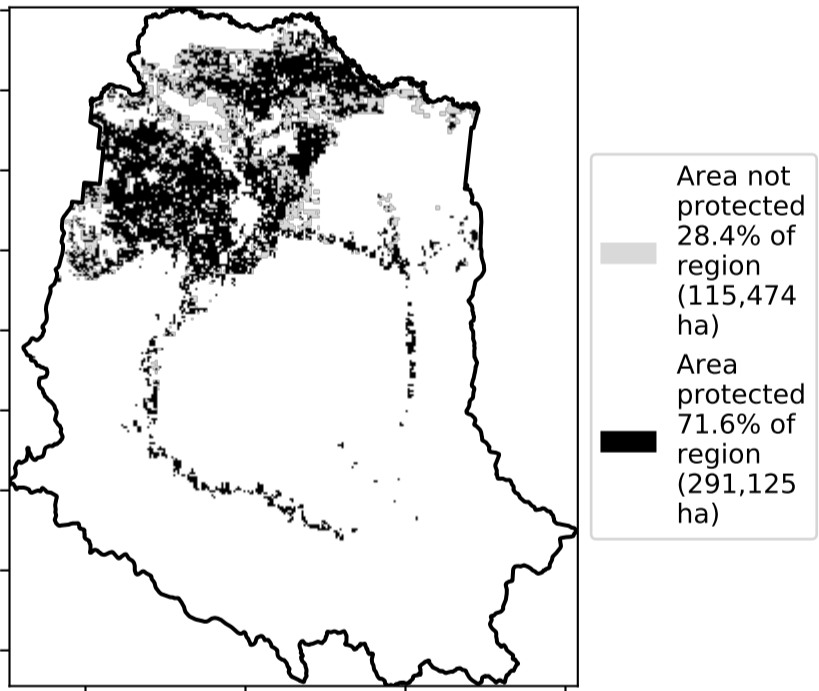 Area not
protected
28.4% of
region
(115,474
ha)
Area
protected
71.6% of
region
(291,125
ha)